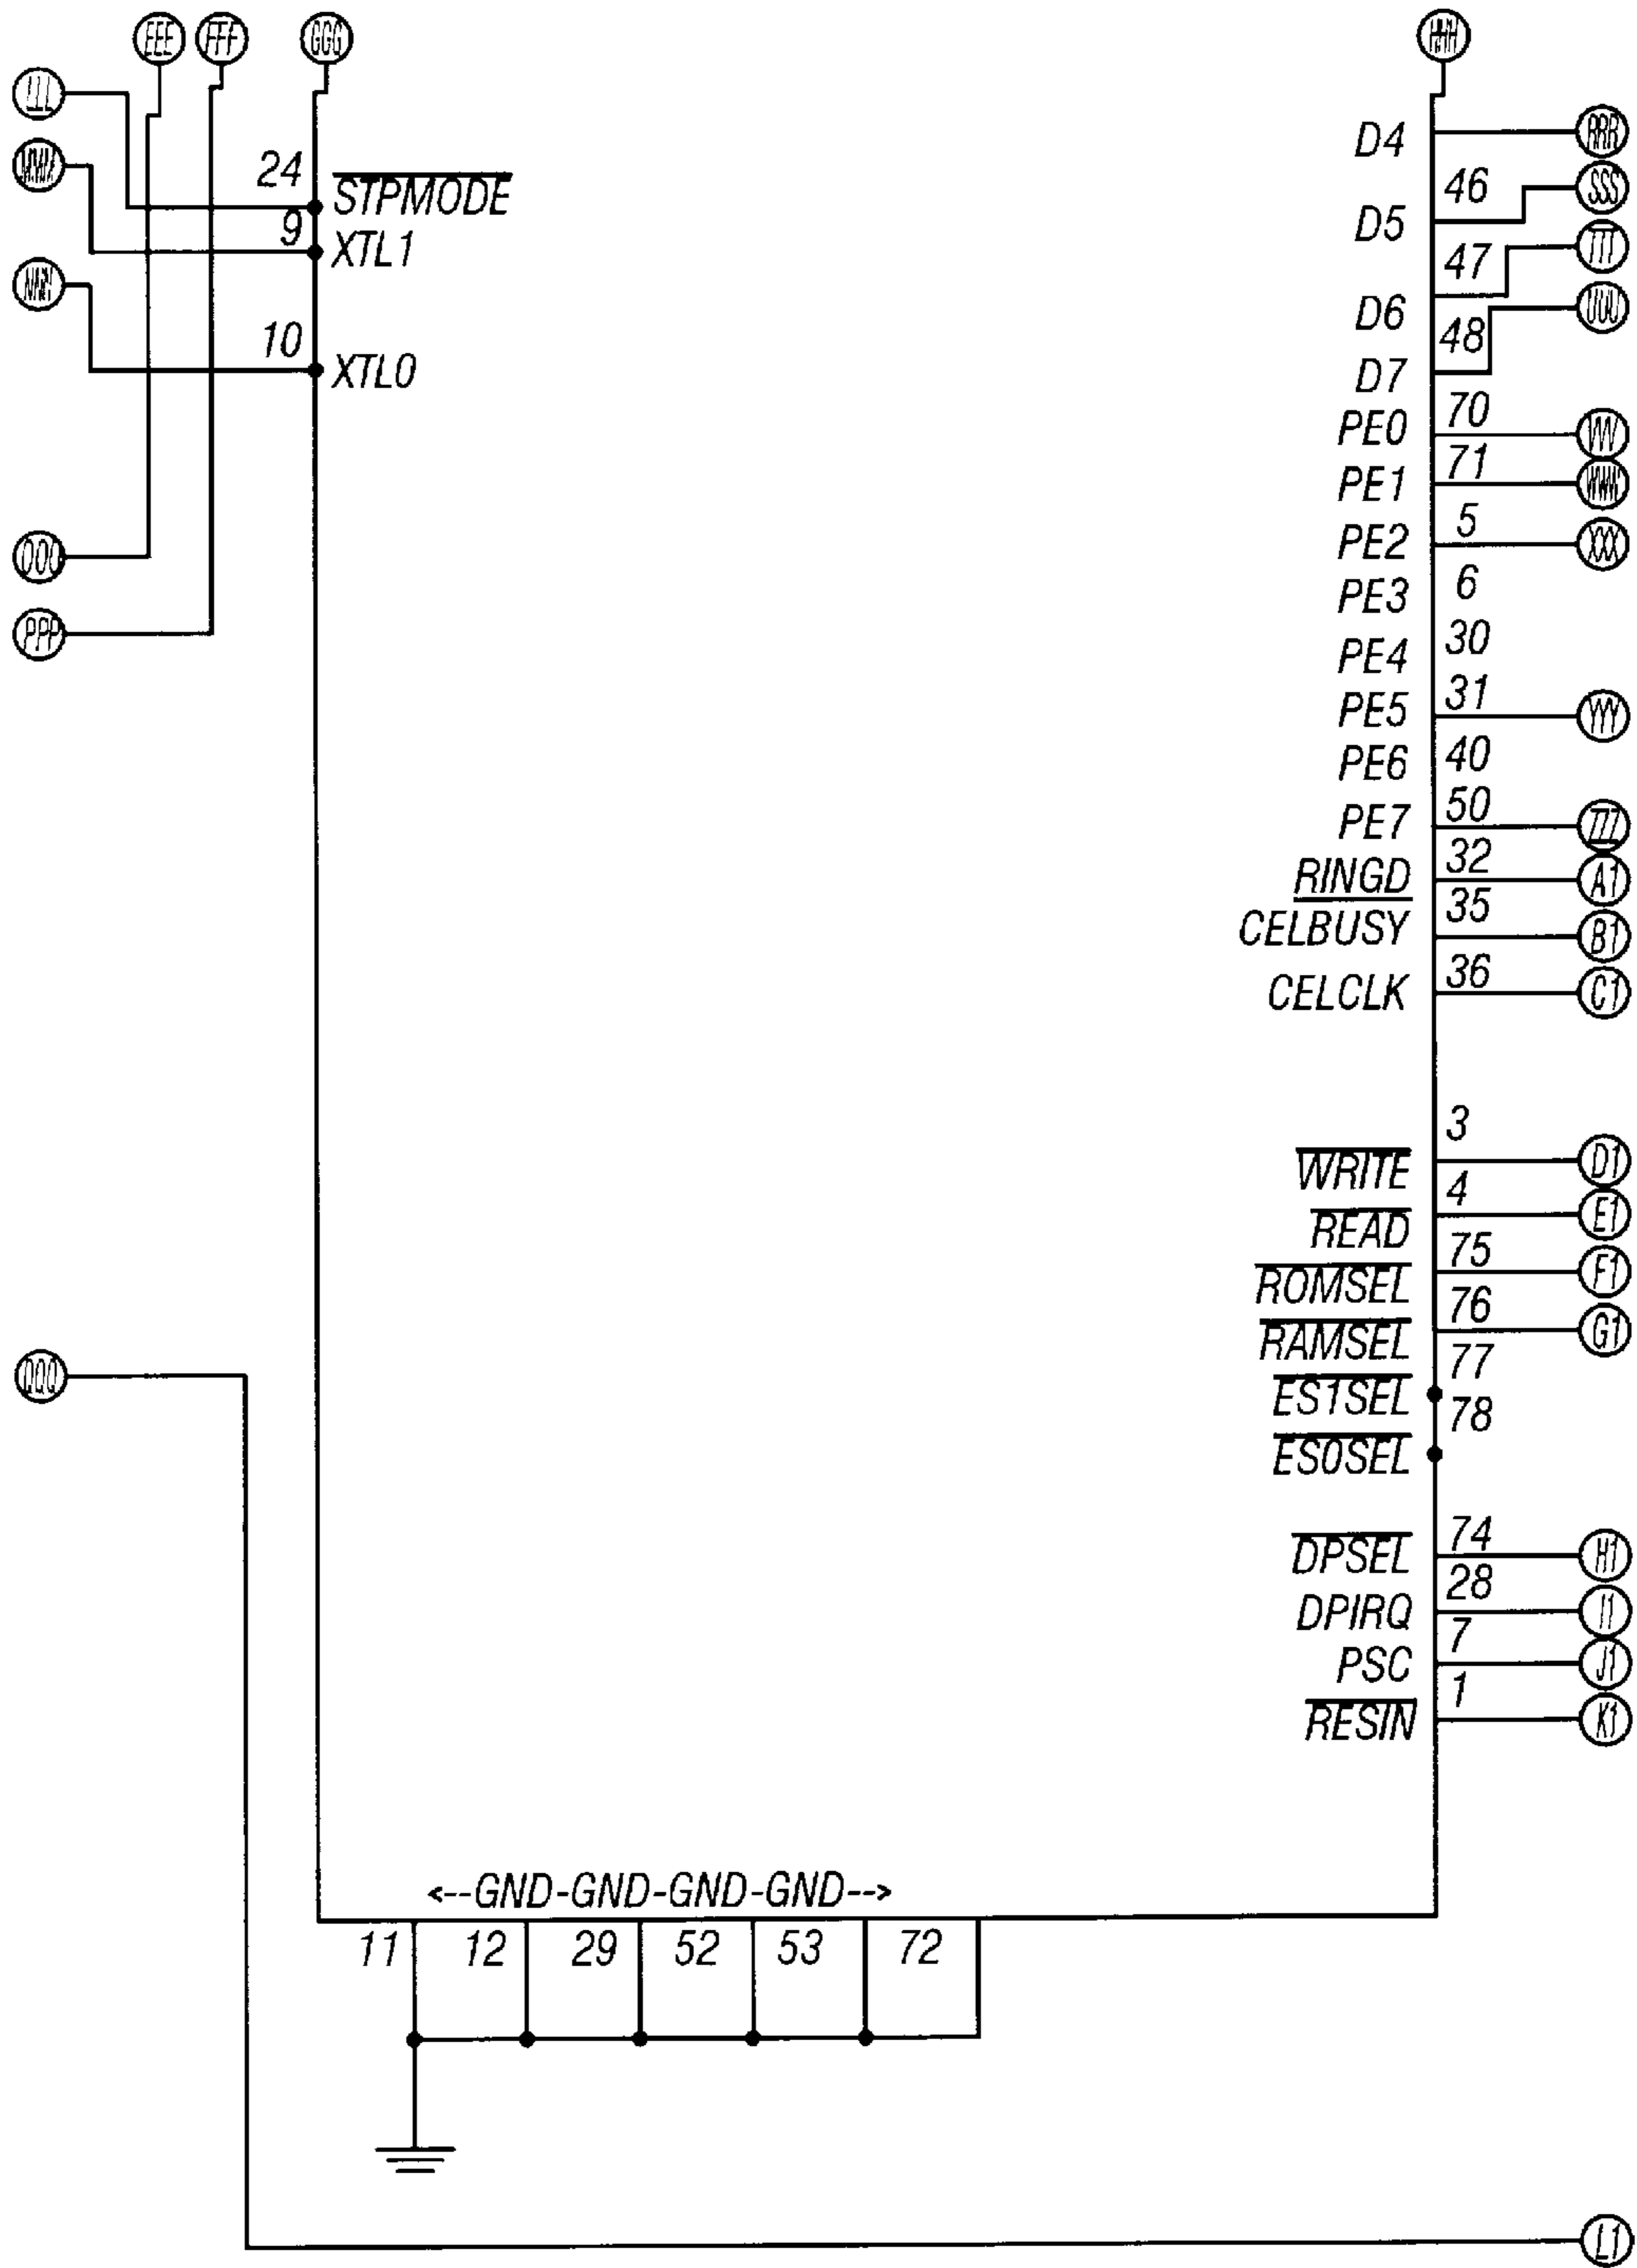 EEE FFF GGG HHH
LLL
MMM
NNN
OOO
PPP
QQQ
24 STPMODE
9 XTL1
10 XTL0
D4 RRR
46 SSS
D5
47 TTT
D6
48 UUU
D7
70
PE0 VVV
71
PE1 WWW
5
PE2 XXX
PE3 6
PE4 30
31
PE5 YYY
PE6 40
50
PE7 ZZZ
32
RINGD A1
35
CELBUSY B1
36
CELCLK C1
3
WRITE D1
4
READ E1
75
ROMSEL F1
76
RAMSEL G1
77
ES1SEL
78
ES0SEL
74
DPSEL H1
28
DPIRQ I1
7
PSC J1
1
RESIN K1
<--GND-GND-GND-GND-->
11 12 29 52 53 72
L1